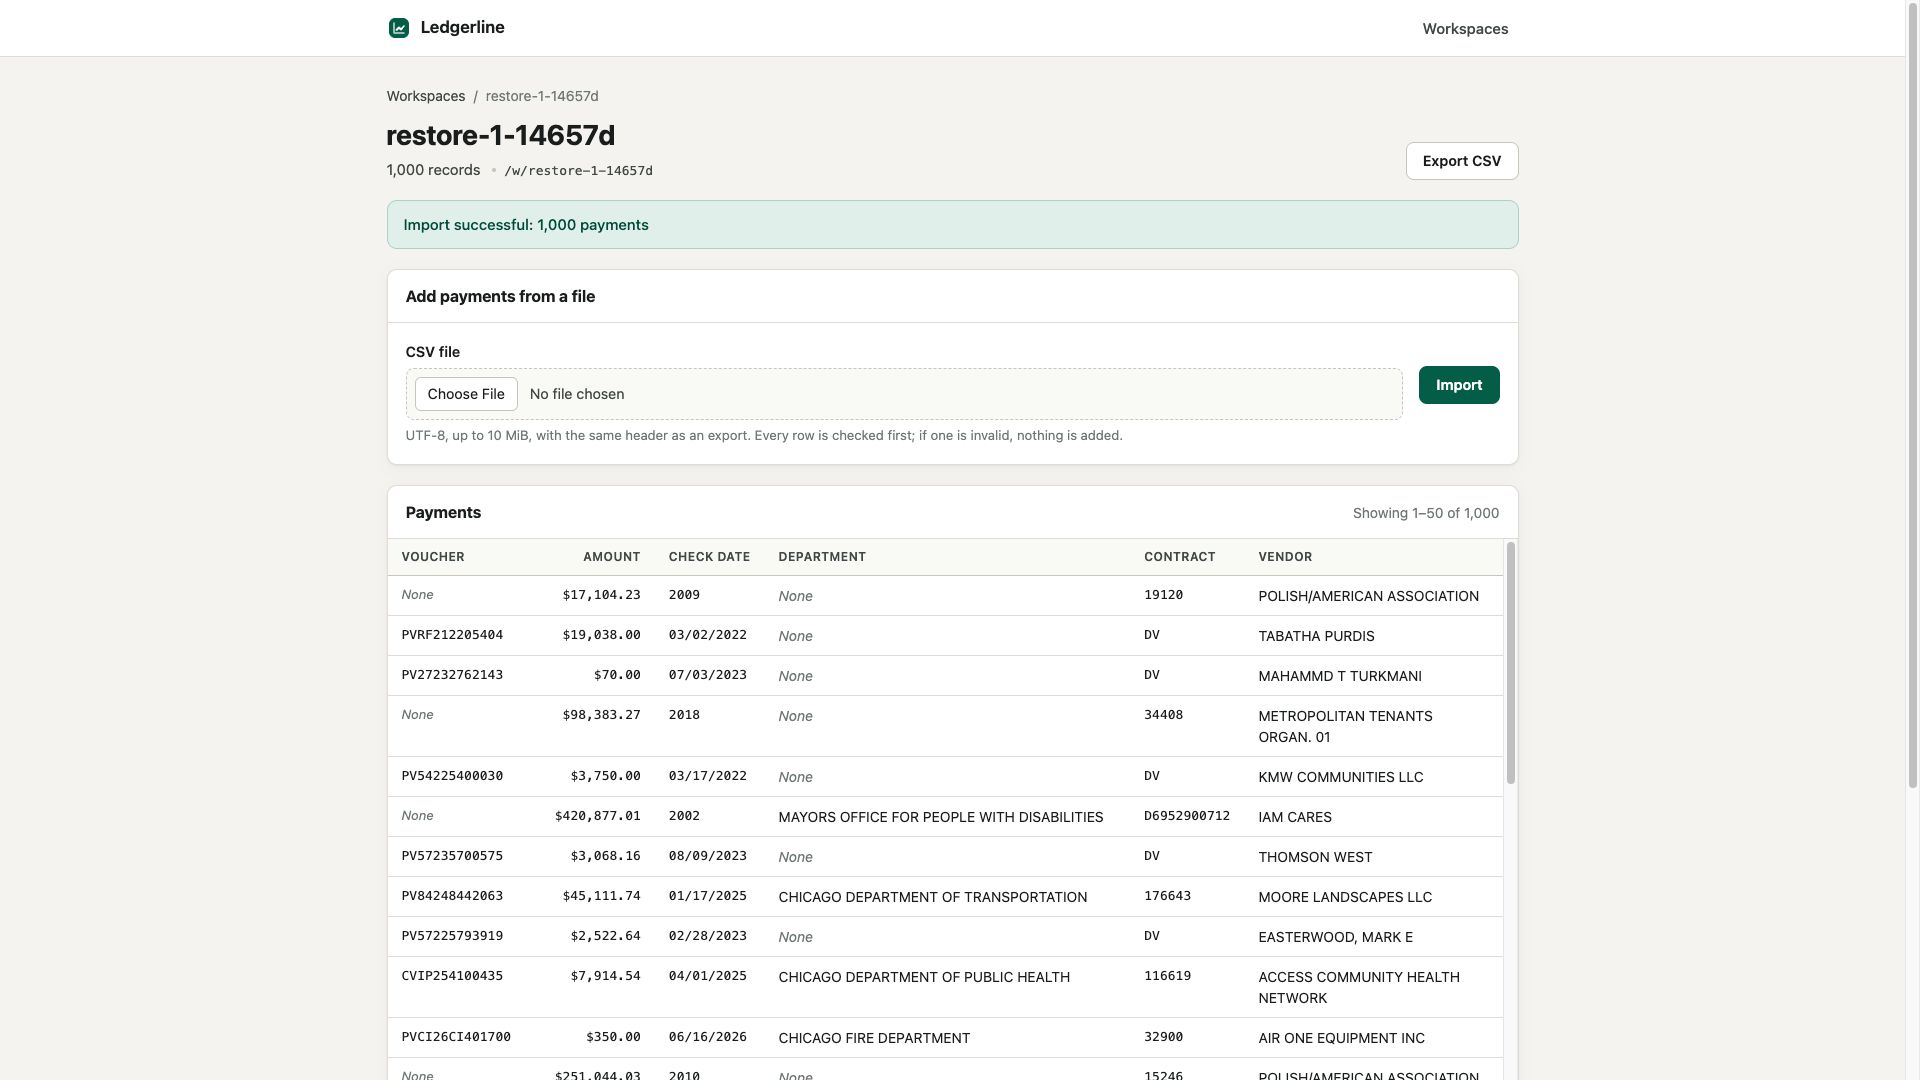 Ledgerline
Workspaces
Workspaces / restore-1-14657d
restore-1-14657d
1,000 records • /w/restore-1-14657d
Export CSV
Import successful: 1,000 payments
Add payments from a file
CSV file
Choose File No file chosen
Import
UTF-8, up to 10 MiB, with the same header as an export. Every row is checked first; if one is invalid, nothing is added.
Payments
Showing 1–50 of 1,000
VOUCHER AMOUNT CHECK DATE DEPARTMENT CONTRACT VENDOR
None $17,104.23 2009 None 19120 POLISH/AMERICAN ASSOCIATION
PVRF212205404 $19,038.00 03/02/2022 None DV TABATHA PURDIS
PV27232762143 $70.00 07/03/2023 None DV MAHAMMD T TURKMANI
None $98,383.27 2018 None 34408 METROPOLITAN TENANTS
ORGAN. 01
PV54225400030 $3,750.00 03/17/2022 None DV KMW COMMUNITIES LLC
None $420,877.01 2002 MAYORS OFFICE FOR PEOPLE WITH DISABILITIES D6952900712 IAM CARES
PV57235700575 $3,068.16 08/09/2023 None DV THOMSON WEST
PV84248442063 $45,111.74 01/17/2025 CHICAGO DEPARTMENT OF TRANSPORTATION 176643 MOORE LANDSCAPES LLC
PV57225793919 $2,522.64 02/28/2023 None DV EASTERWOOD, MARK E
CVIP254100435 $7,914.54 04/01/2025 CHICAGO DEPARTMENT OF PUBLIC HEALTH 116619 ACCESS COMMUNITY HEALTH
NETWORK
PVCI26CI401700 $350.00 06/16/2026 CHICAGO FIRE DEPARTMENT 32900 AIR ONE EQUIPMENT INC
None $251,044.03 2010 None 15246 POLISH/AMERICAN ASSOCIATION